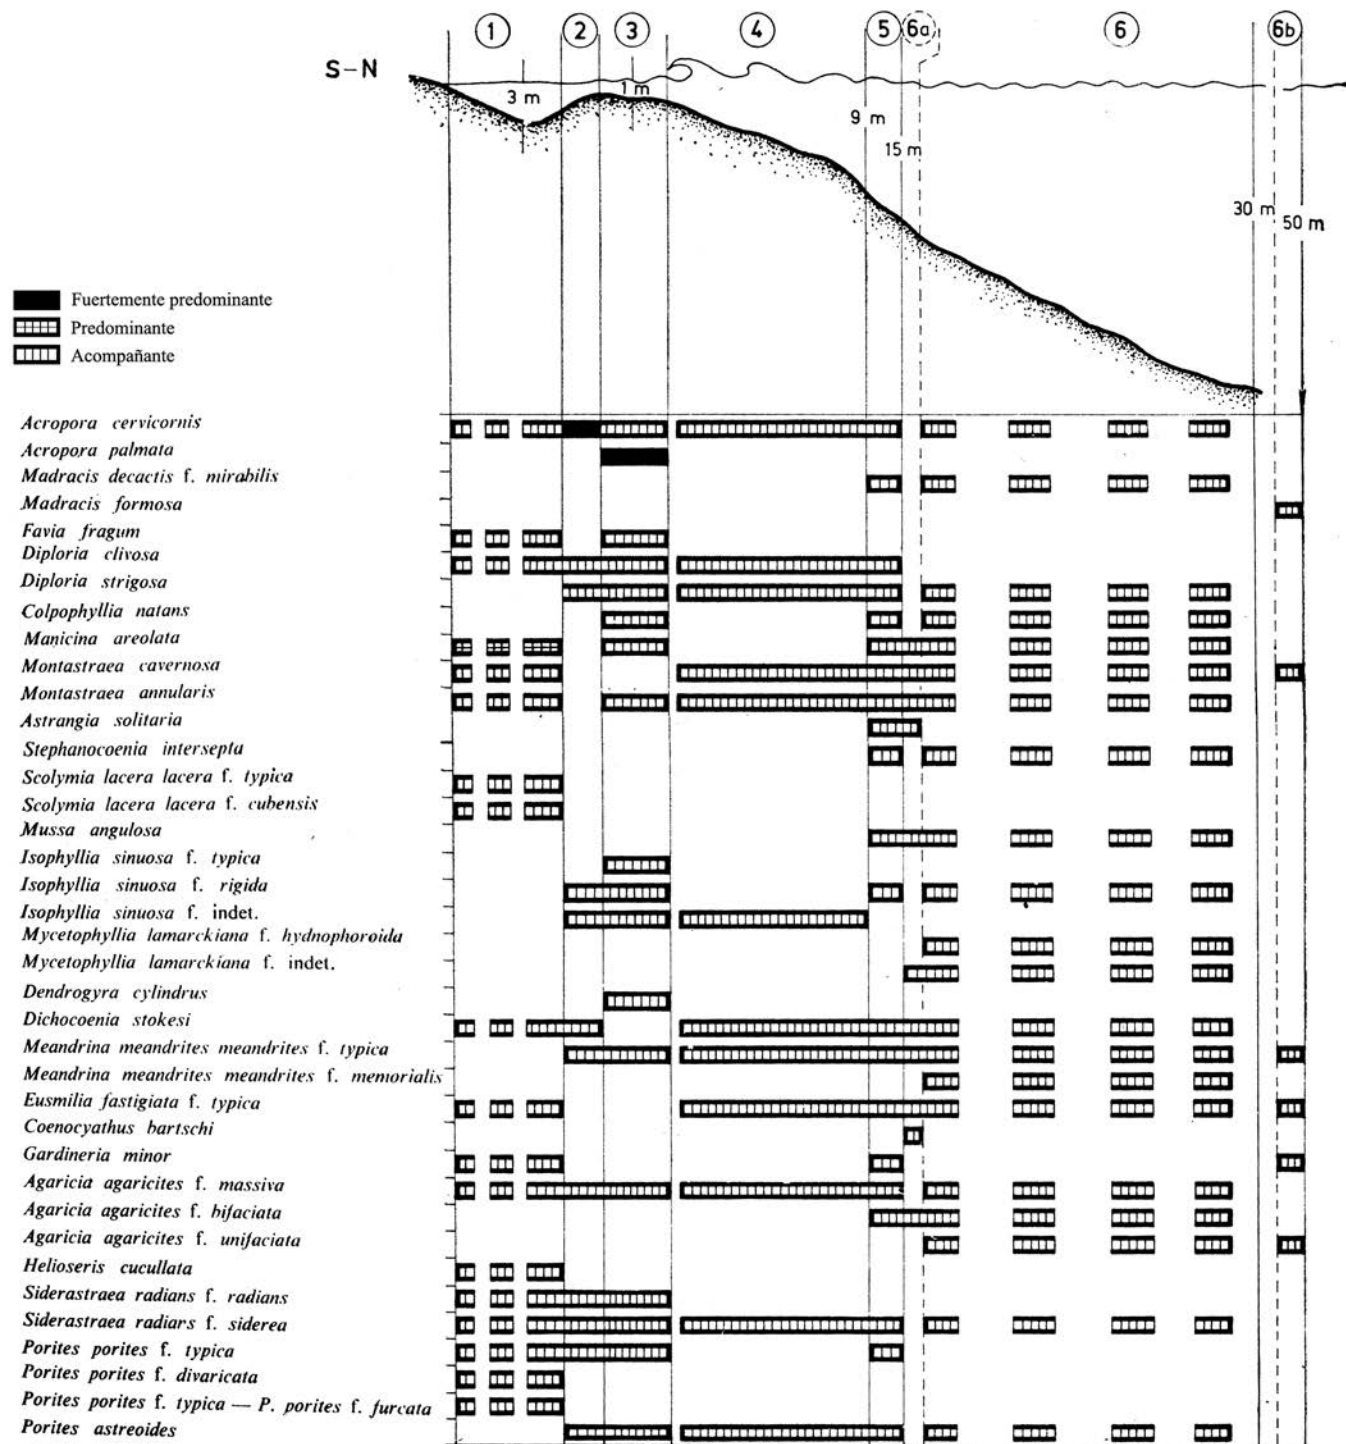 1 2 3 4 5 6a 6 6b
S-N
3 m
1 m
9 m
15 m
30 m
50 m
Fuertemente predominante
Predominante
Acompañante
Acropora cervicornis
Acropora palmata
Madracis decactis f. mirabilis
Madracis formosa
Favia fragum
Diploria clivosa
Diploria strigosa
Colpophyllia natans
Manicina areolata
Montastraea cavernosa
Montastraea annularis
Astrangia solitaria
Stephanocoenia intersepta
Scolymia lacera lacera f. typica
Scolymia lacera lacera f. cubensis
Mussa angulosa
Isophyllia sinuosa f. typica
Isophyllia sinuosa f. rigida
Isophyllia sinuosa f. indet.
Mycetophyllia lamarckiana f. hydnophoroida
Mycetophyllia lamarckiana f. indet.
Dendrogyra cylindrus
Dichocoenia stokesi
Meandrina meandrites meandrites f. typica
Meandrina meandrites meandrites f. memorialis
Eusmilia fastigiata f. typica
Coenocyathus bartschi
Gardineria minor
Agaricia agaricites f. massiva
Agaricia agaricites f. bifaciata
Agaricia agaricites f. unifaciata
Helioseris cucullata
Siderastraea radians f. radians
Siderastraea radiars f. siderea
Porites porites f. typica
Porites porites f. divaricata
Porites porites f. typica — P. porites f. furcata
Porites astreoides